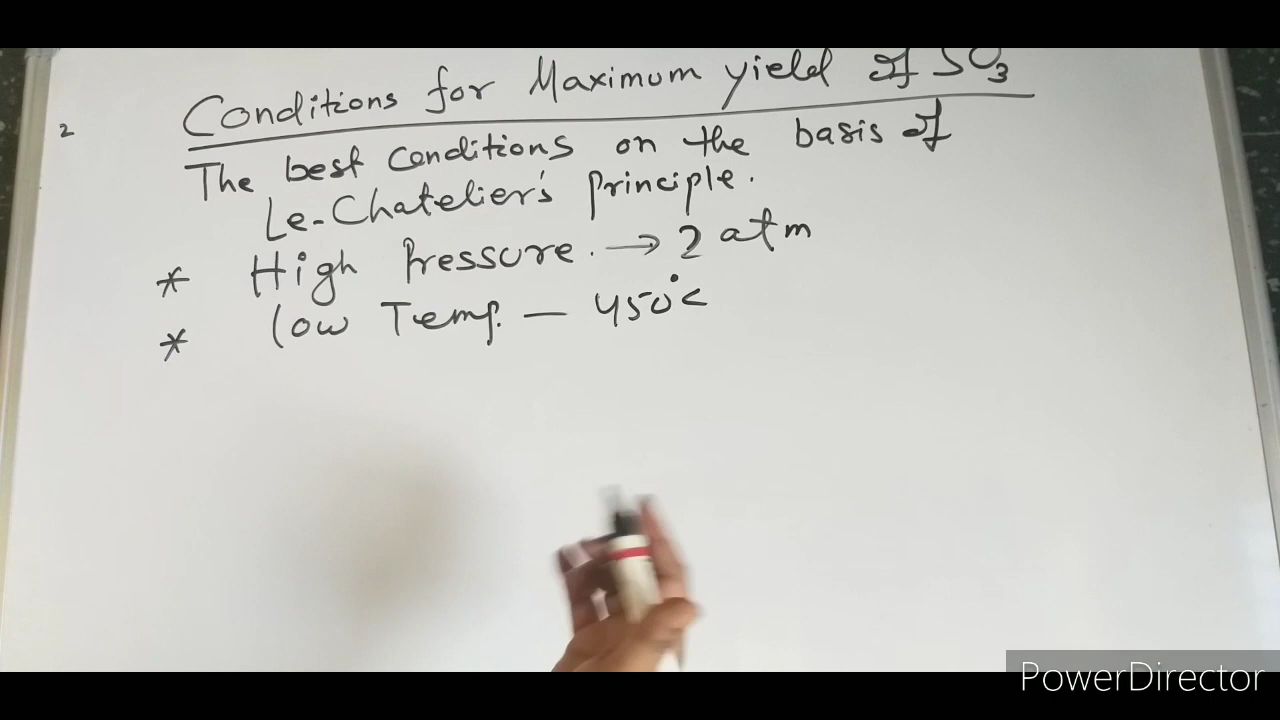 2
Conditions for Maximum yield of SO3
The best conditions on the basis of
Le-Chatelier's principle.
* High Pressure. → 2 atm
* low Temp. — 450°c
PowerDirector